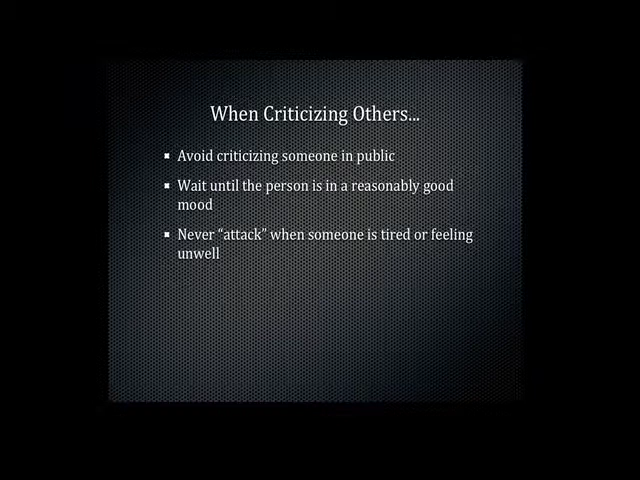 When Criticizing Others...
▪ Avoid criticizing someone in public
▪ Wait until the person is in a reasonably good
mood
▪ Never “attack” when someone is tired or feeling
unwell